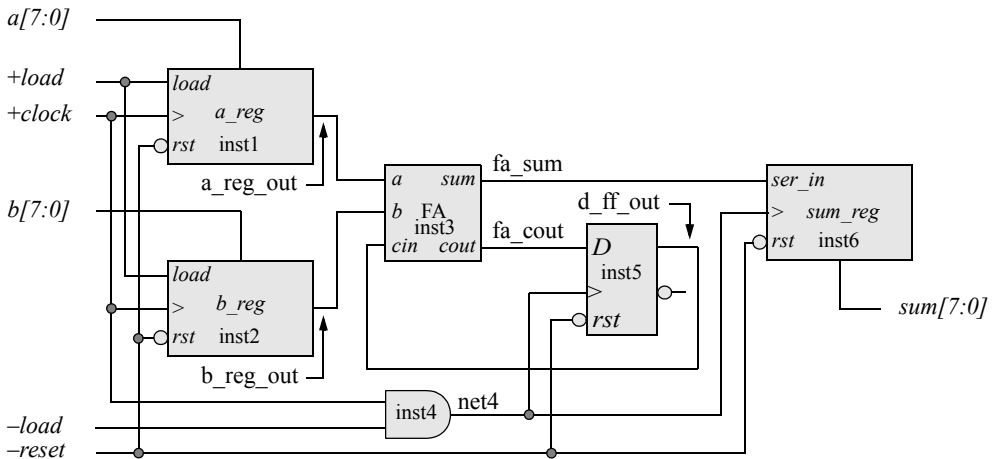 a[7:0]
+load
+clock
load
> a_reg
rst inst1
a_reg_out
b[7:0]
load
> b_reg
rst inst2
b_reg_out
a sum
b FA
inst3
cin cout
fa_sum
fa_cout
d_ff_out
D
inst5
>
rst
ser_in
> sum_reg
rst inst6
sum[7:0]
inst4
net4
–load
–reset